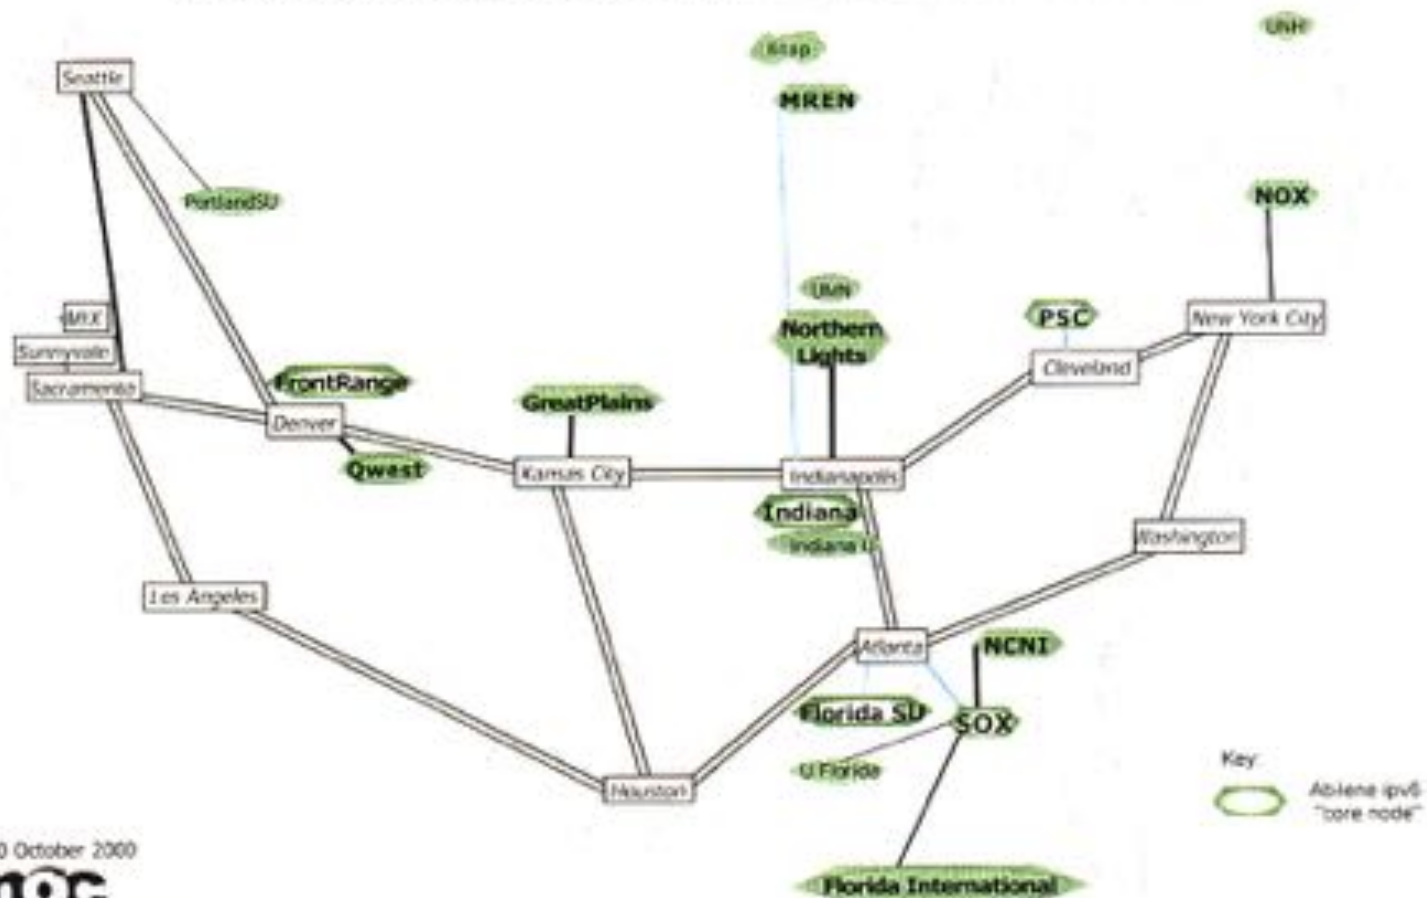 UNH
MREN
Seattle
PortlandSU
NOX
UMN
Northern
Lights
PSC
New York City
Sunnyvale
Cleveland
Sacramento
FrontRange
GreatPlains
Denver
Qwest
Kansas City
Indianapolis
Indiana
Indiana U
Washington
Los Angeles
Atlanta
NCNI
Florida SU
SOX
U Florida
Houston
Key
Abilene ipv6
"core node"
October 2000
Florida International